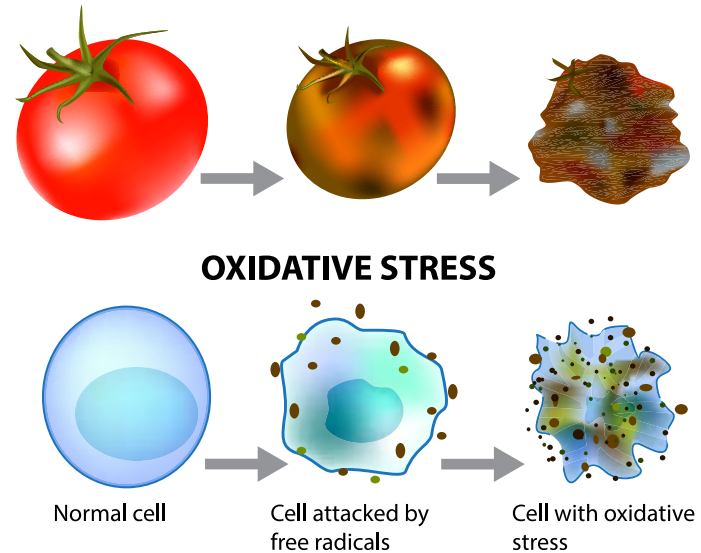 OXIDATIVE STRESS
Normal cell
Cell attacked by
free radicals
Cell with oxidative
stress